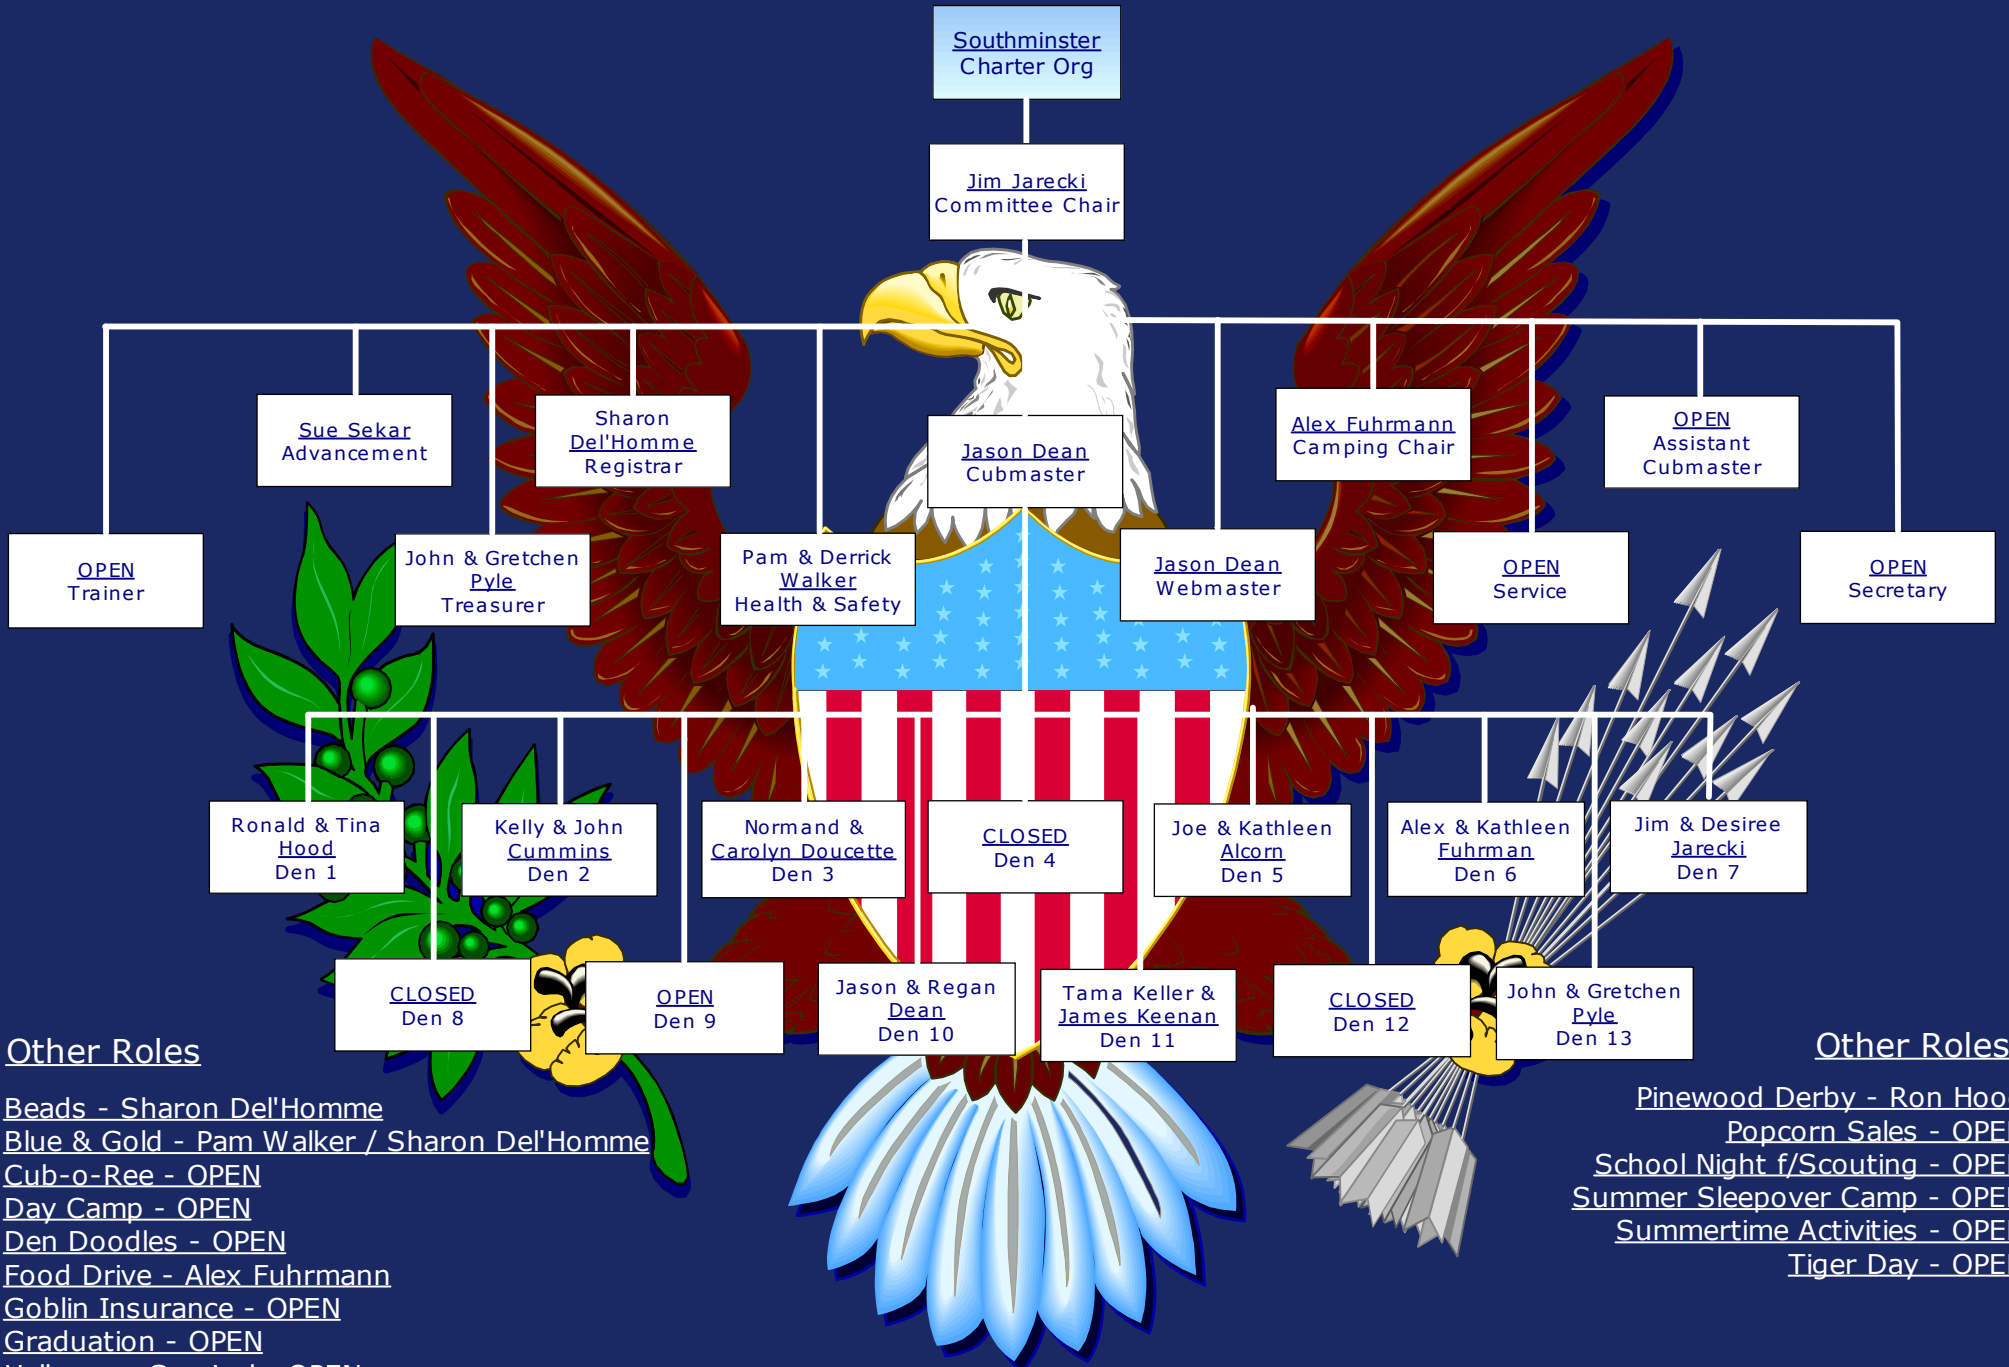 Southminster
Charter Org
Jim Jarecki
Committee Chair
Sue Sekar
Advancement
Sharon
Del'Homme
Registrar
Jason Dean
Cubmaster
Alex Fuhrmann
Camping Chair
OPEN
Assistant
Cubmaster
OPEN
Trainer
John & Gretchen
Pyle
Treasurer
Pam & Derrick
Walker
Health & Safety
Jason Dean
Webmaster
OPEN
Service
OPEN
Secretary
Ronald & Tina
Hood
Den 1
Kelly & John
Cummins
Den 2
Normand &
Carolyn Doucette
Den 3
CLOSED
Den 4
Joe & Kathleen
Alcorn
Den 5
Alex & Kathleen
Fuhrman
Den 6
Jim & Desiree
Jarecki
Den 7
CLOSED
Den 8
OPEN
Den 9
Jason & Regan
Dean
Den 10
Tama Keller &
James Keenan
Den 11
CLOSED
Den 12
John & Gretchen
Pyle
Den 13
Other Roles
Beads - Sharon Del'Homme
Blue & Gold - Pam Walker / Sharon Del'Homme
Cub-o-Ree - OPEN
Day Camp - OPEN
Den Doodles - OPEN
Food Drive - Alex Fuhrmann
Goblin Insurance - OPEN
Graduation - OPEN
Other Roles
Pinewood Derby - Ron Hood
Popcorn Sales - OPEN
School Night f/Scouting - OPEN
Summer Sleepover Camp - OPEN
Summertime Activities - OPEN
Tiger Day - OPEN